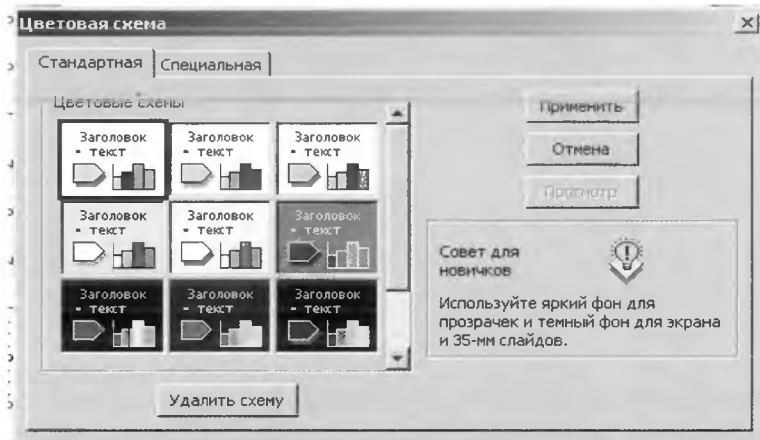 Цветовая схема
Стандартная
Специальная
Цветовые схемы
Заголовок
- текст
Заголовок
- текст
Заголовок
- текст
Заголовок
- текст
Заголовок
- текст
Заголовок
- текст
Заголовок
- текст
Заголовок
- текст
Заголовок
- текст
Удалить схему
Применить
Отмена
Просмотр
Совет для
новичков
Используйте яркий фон для
прозрачек и темный фон для экрана
и 35-мм слайдов.